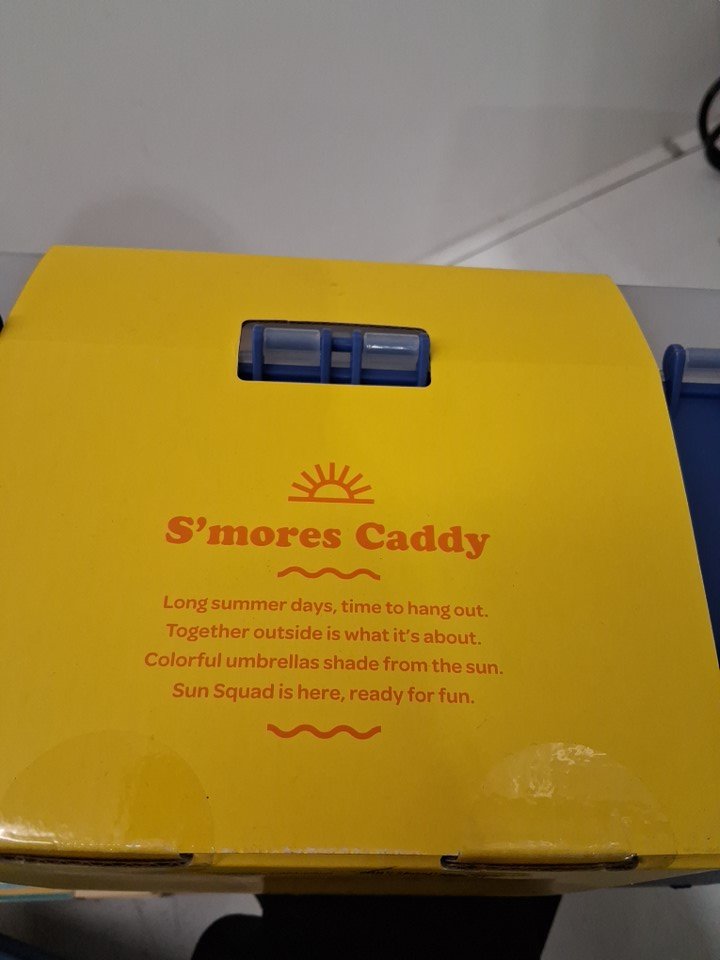 S'mores Caddy
Long summer days, time to hang out.
Together outside is what it's about.
Colorful umbrellas shade from the sun.
Sun Squad is here, ready for fun.